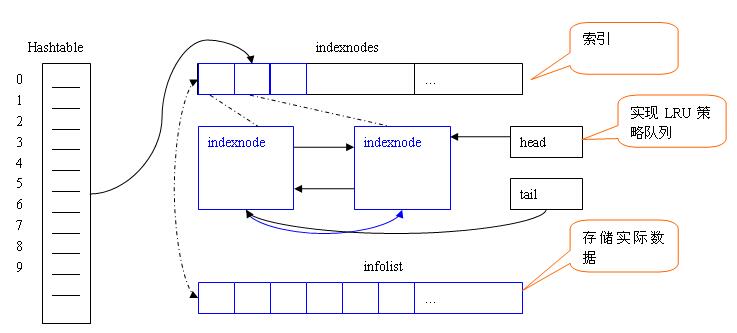 Hashtable
indexnodes
索引
0
1
2
3
4
5
6
7
8
9
...
实现 LRU 策
略队列
indexnode
indexnode
head
tail
存储实际数
据
infolist
...